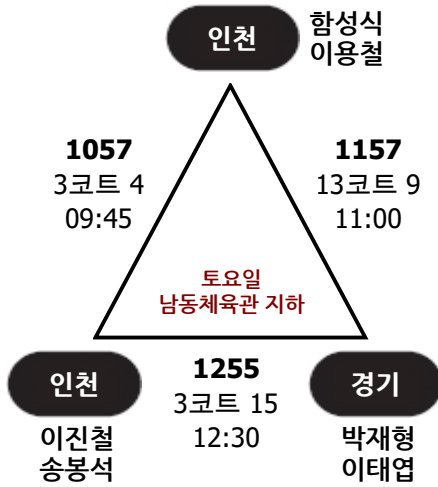 인천
함성식
이용철
1057
3코트 4
09:45
1157
13코트 9
11:00
토요일
남동체육관 지하
인천
이진철
송봉석
1255
3코트 15
12:30
경기
박재형
이태엽